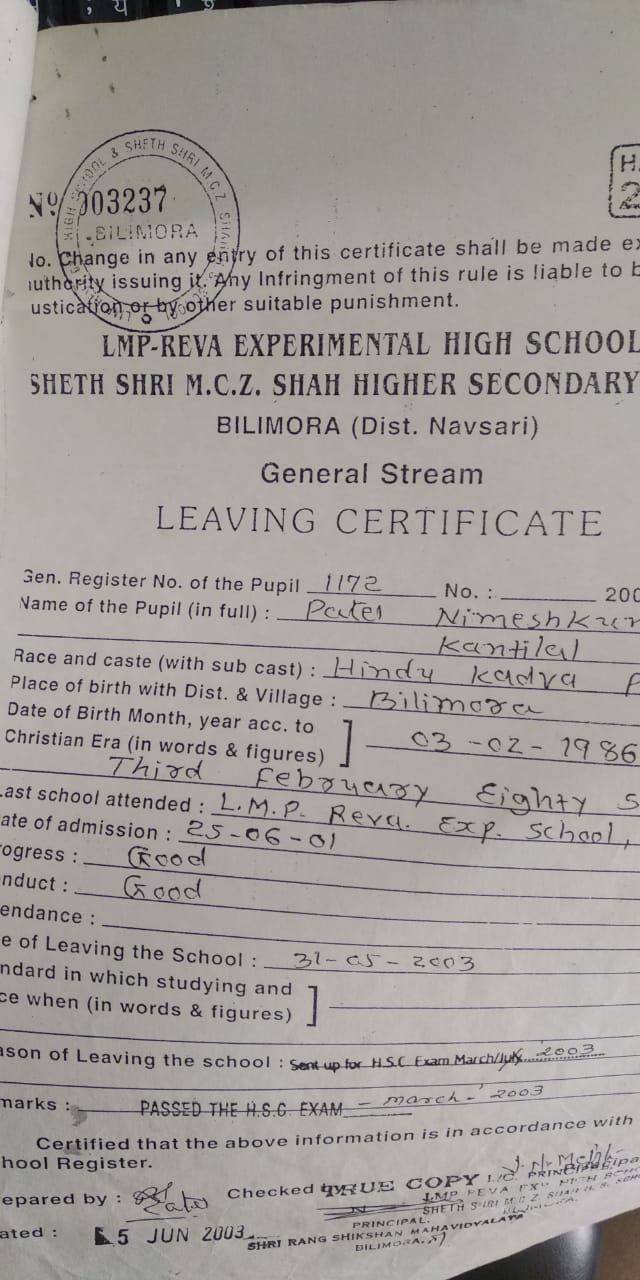 HIGH SCHOOL & SHETH SHRI M.C.Z. SHAH
BILIMORA
No 003237
No. Change in any entry of this certificate shall be made ex
authority issuing it. Any Infringment of this rule is liable to b
ustication or by other suitable punishment.
LMP-REVA EXPERIMENTAL HIGH SCHOOL
SHETH SHRI M.C.Z. SHAH HIGHER SECONDARY
BILIMORA (Dist. Navsari)
General Stream
LEAVING CERTIFICATE
Gen. Register No. of the Pupil 1172 No. : 200
Name of the Pupil (in full) : Patel Nimeshkum
Kantilal
Race and caste (with sub cast) : Hindu Kadva P
Place of birth with Dist. & Village : Bilimora
Date of Birth Month, year acc. to
Christian Era (in words & figures) ] 03-02-1986
Third February Eighty S
ast school attended : L.M.P. Reva. Exp. School,
ate of admission : 25-06-01
rogress : Good
nduct : Good
endance :
e of Leaving the School : 31-05-2003
ndard in which studying and
ce when (in words & figures) ]
ason of Leaving the school : Sent up for H.S.C. Exam March/July 2003
marks : PASSED THE H.S.C. EXAM - march-' 2003
Certified that the above information is in accordance with
hool Register.
epared by : Checked by TRUE COPY I/C. PRINCIPAL
LMP REVA EXP HIGH SCHOOL
SHETH SHRI M.C.Z. SHAH H. S. SCHO
BILIMORA.
ated : 5 JUN 2003
PRINCIPAL.
SHRI RANG SHIKSHAN MAHAVIDYALAYA
BILIMORA.